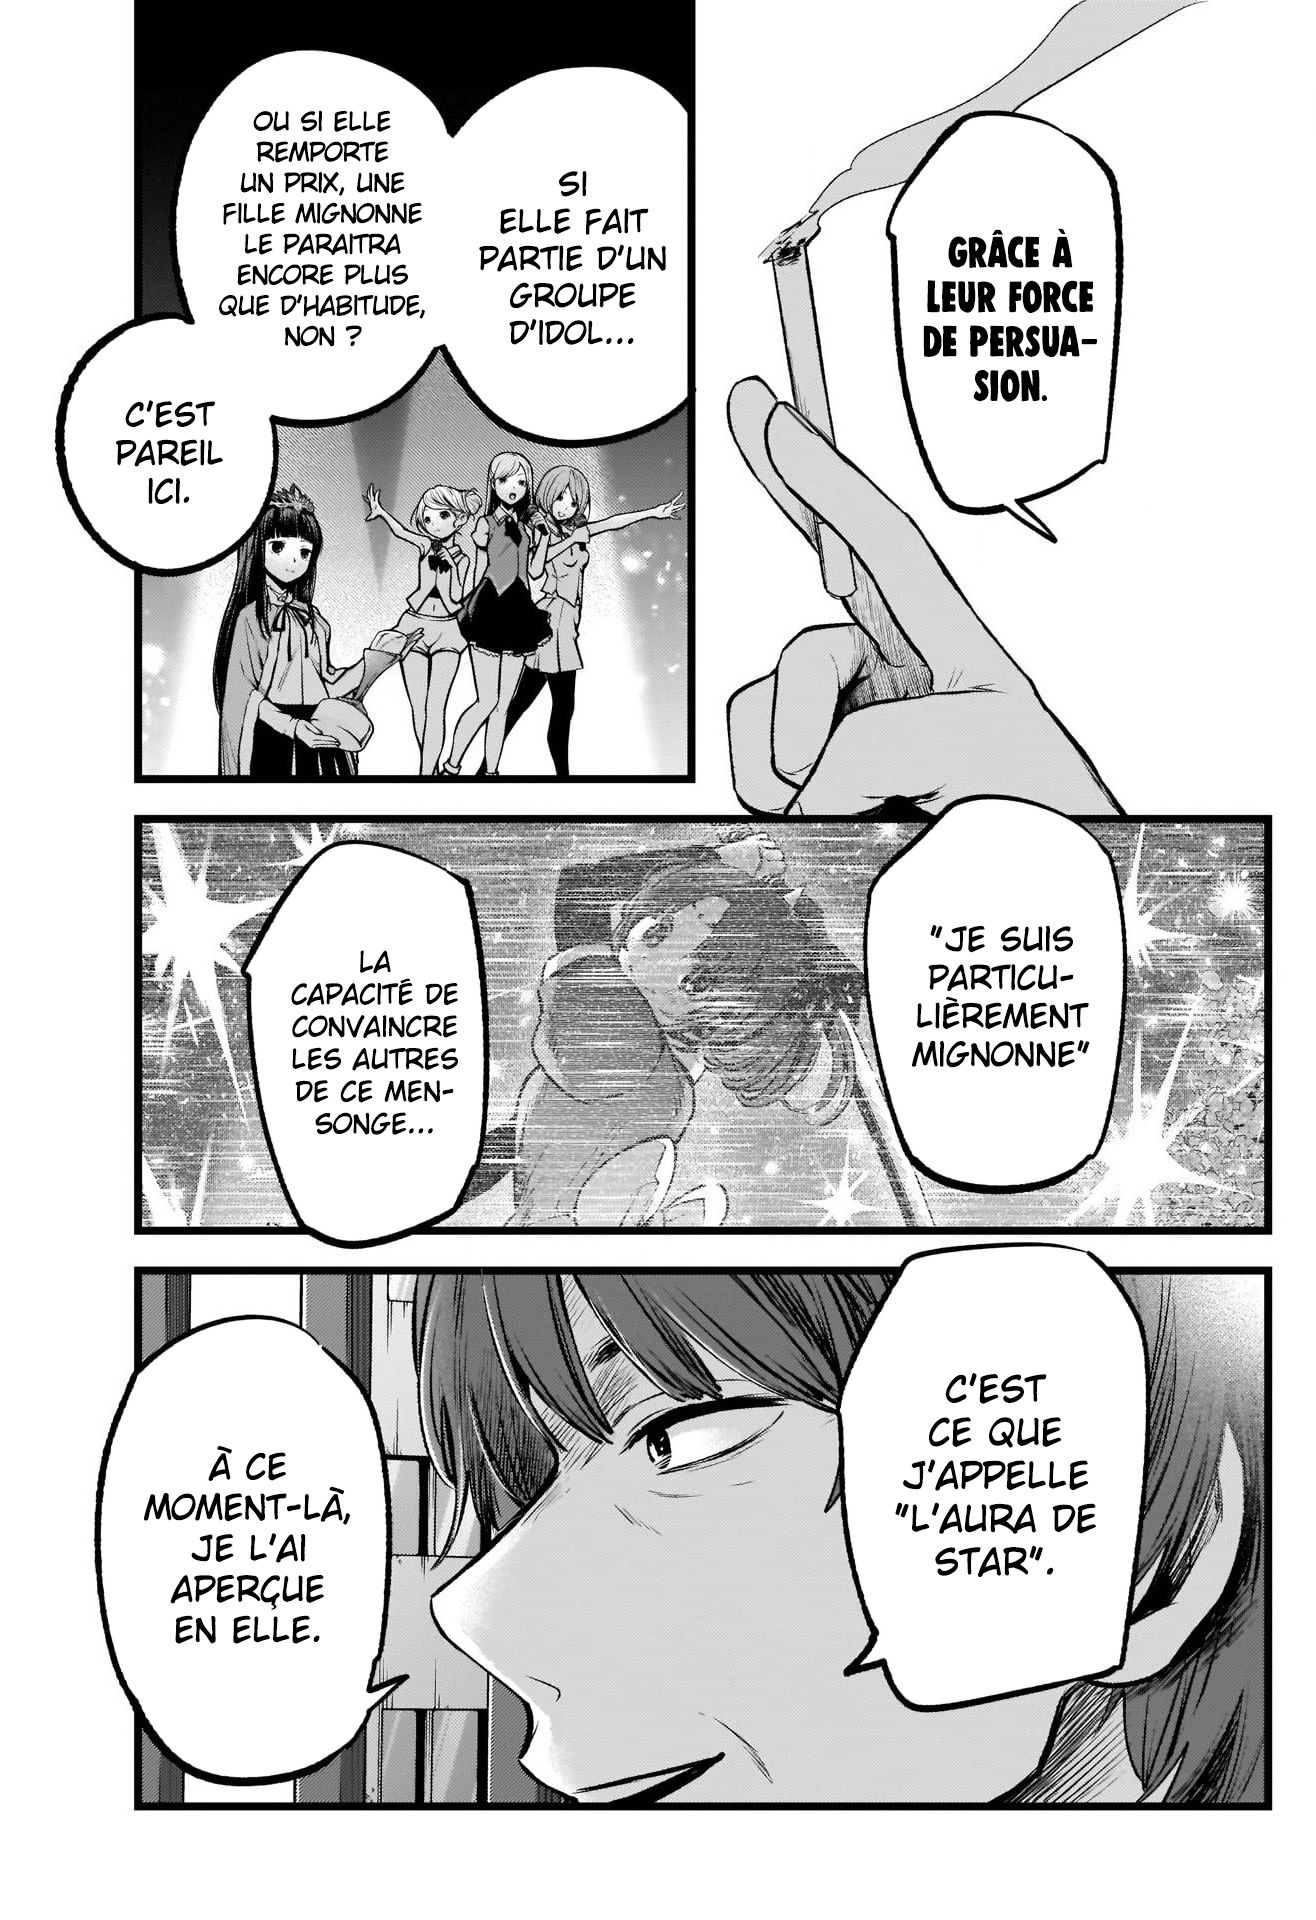 GRÂCE À
LEUR FORCE
DE PERSUA-
SION.
SI
ELLE FAIT
PARTIE D'UN
GROUPE
D'IDOL...
OU SI ELLE
REMPORTE
UN PRIX, UNE
FILLE MIGNONNE
LE PARAITRA
ENCORE PLUS
QUE D'HABITUDE,
NON ?
C'EST
PAREIL
ICI.
"JE SUIS
PARTICU-
LIÈREMENT
MIGNONNE"
LA
CAPACITÉ DE
CONVAINCRE
LES AUTRES
DE CE MEN-
SONGE...
C'EST
CE QUE
J'APPELLE
"L'AURA DE
STAR".
À CE
MOMENT-LÀ,
JE L'AI
APERÇUE
EN ELLE.